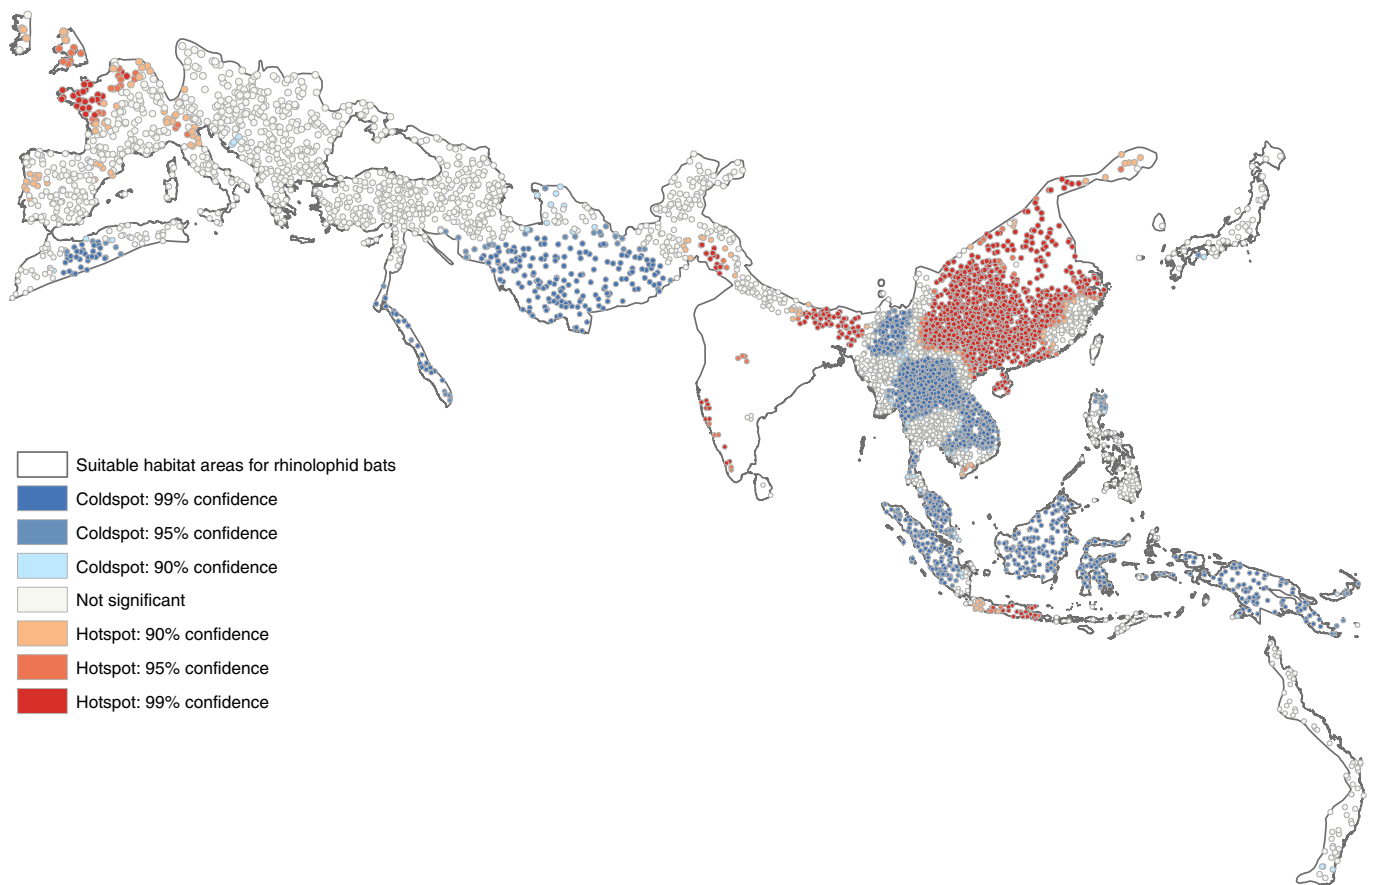 Suitable habitat areas for rhinolophid bats
Coldspot: 99% confidence
Coldspot: 95% confidence
Coldspot: 90% confidence
Not significant
Hotspot: 90% confidence
Hotspot: 95% confidence
Hotspot: 99% confidence